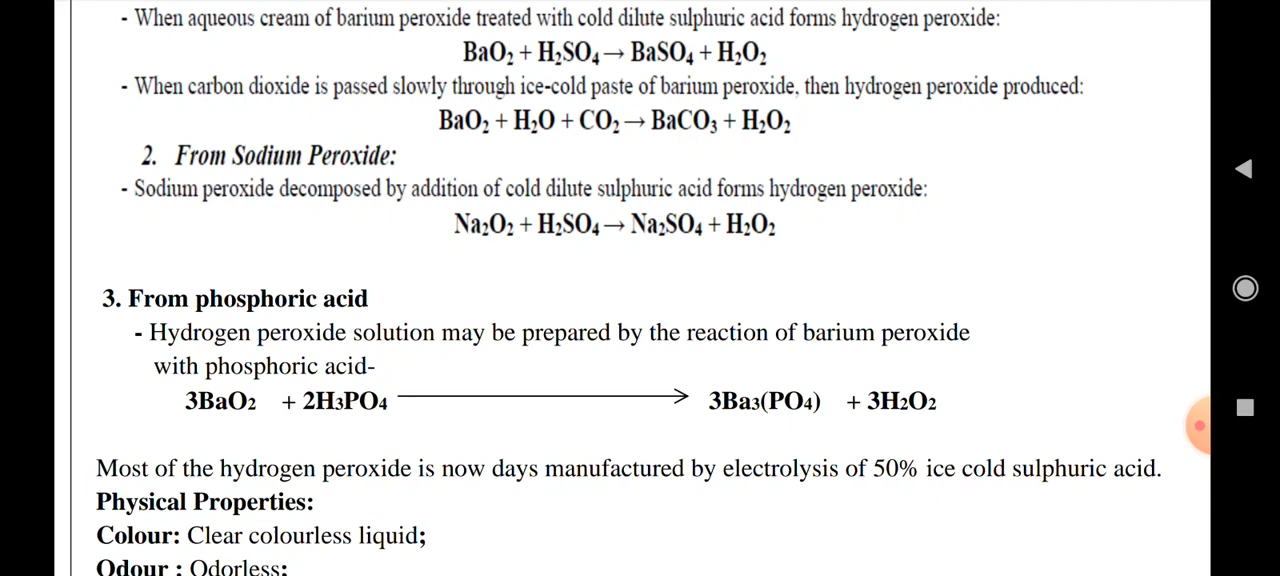 - When aqueous cream of barium peroxide treated with cold dilute sulphuric acid forms hydrogen peroxide:
BaO₂ + H₂SO₄ → BaSO₄ + H₂O₂
- When carbon dioxide is passed slowly through ice-cold paste of barium peroxide, then hydrogen peroxide produced:
BaO₂ + H₂O + CO₂ → BaCO₃ + H₂O₂
2. From Sodium Peroxide:
- Sodium peroxide decomposed by addition of cold dilute sulphuric acid forms hydrogen peroxide:
Na₂O₂ + H₂SO₄ → Na₂SO₄ + H₂O₂
3. From phosphoric acid
- Hydrogen peroxide solution may be prepared by the reaction of barium peroxide
with phosphoric acid-
3BaO₂ + 2H₃PO₄ → 3Ba₃(PO₄) + 3H₂O₂
Most of the hydrogen peroxide is now days manufactured by electrolysis of 50% ice cold sulphuric acid.
Physical Properties:
Colour: Clear colourless liquid;
Odour : Odorless;